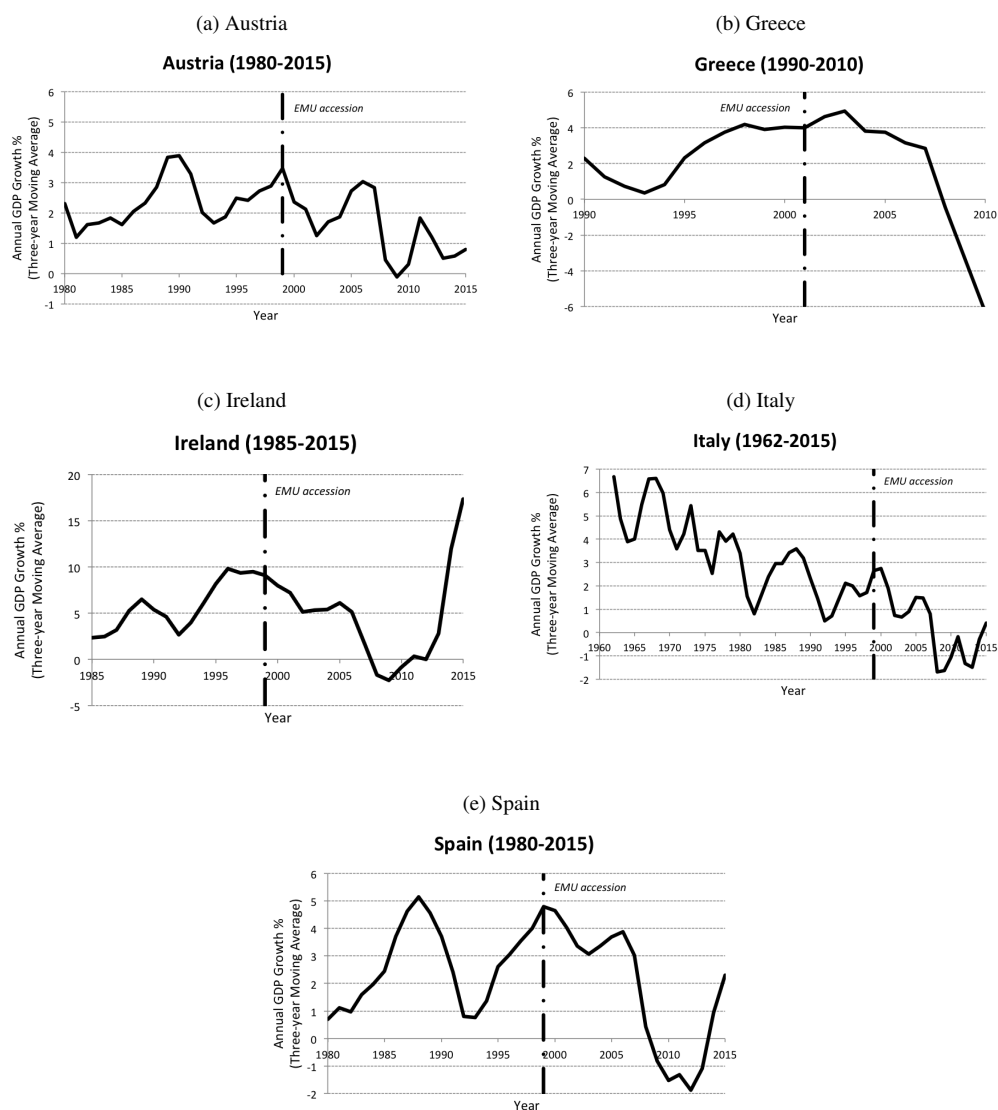 (a) Austria
Austria (1980-2015)
Annual GDP Growth %
(Three-year Moving Average)
6
5
4
3
2
1
0
-1
EMU accession
1980 1985 1990 1995 2000 2005 2010 2015
Year
(b) Greece
Greece (1990-2010)
Annual GDP Growth %
(Three-year Moving Average)
6
4
2
0
-2
-4
-6
EMU accession
1990 1995 2000 2005 2010
Year
(c) Ireland
Ireland (1985-2015)
Annual GDP Growth %
(Three-year Moving Average)
20
15
10
5
0
-5
EMU accession
1985 1990 1995 2000 2005 2010 2015
Year
(d) Italy
Italy (1962-2015)
Annual GDP Growth %
(Three-year Moving Average)
7
6
5
4
3
2
1
0
-1
-2
EMU accession
1960 1965 1970 1975 1980 1985 1990 1995 2000 2005 2010 2015
Year
(e) Spain
Spain (1980-2015)
Annual GDP Growth %
(Three-year Moving Average)
6
5
4
3
2
1
0
-1
-2
EMU accession
1980 1985 1990 1995 2000 2005 2010 2015
Year